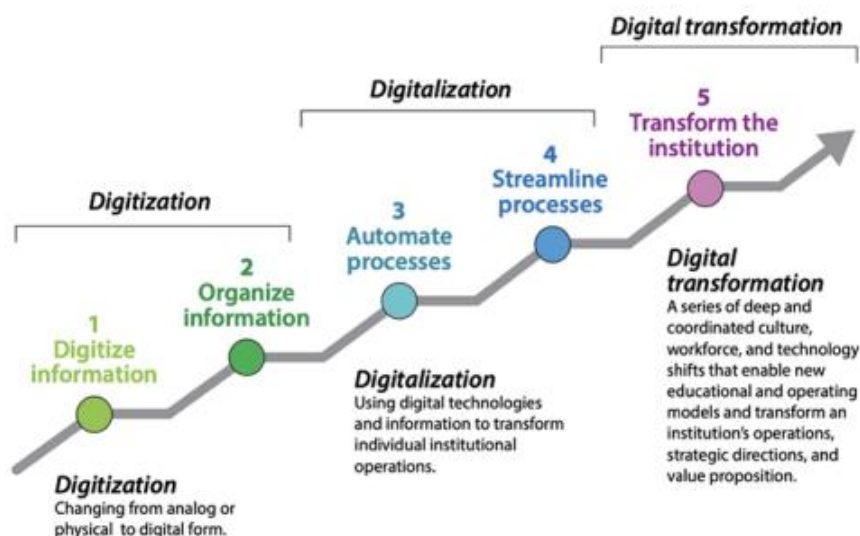 Digital transformation
Digitalization
Digitization
5
Transform the
institution
4
Streamline
processes
3
Automate
processes
2
Organize
information
1
Digitize
information
Digitization
Changing from analog or
physical to digital form.
Digitalization
Using digital technologies
and information to transform
individual institutional
operations.
Digital
transformation
A series of deep and
coordinated culture,
workforce, and technology
shifts that enable new
educational and operating
models and transform an
institution's operations,
strategic directions, and
value proposition.